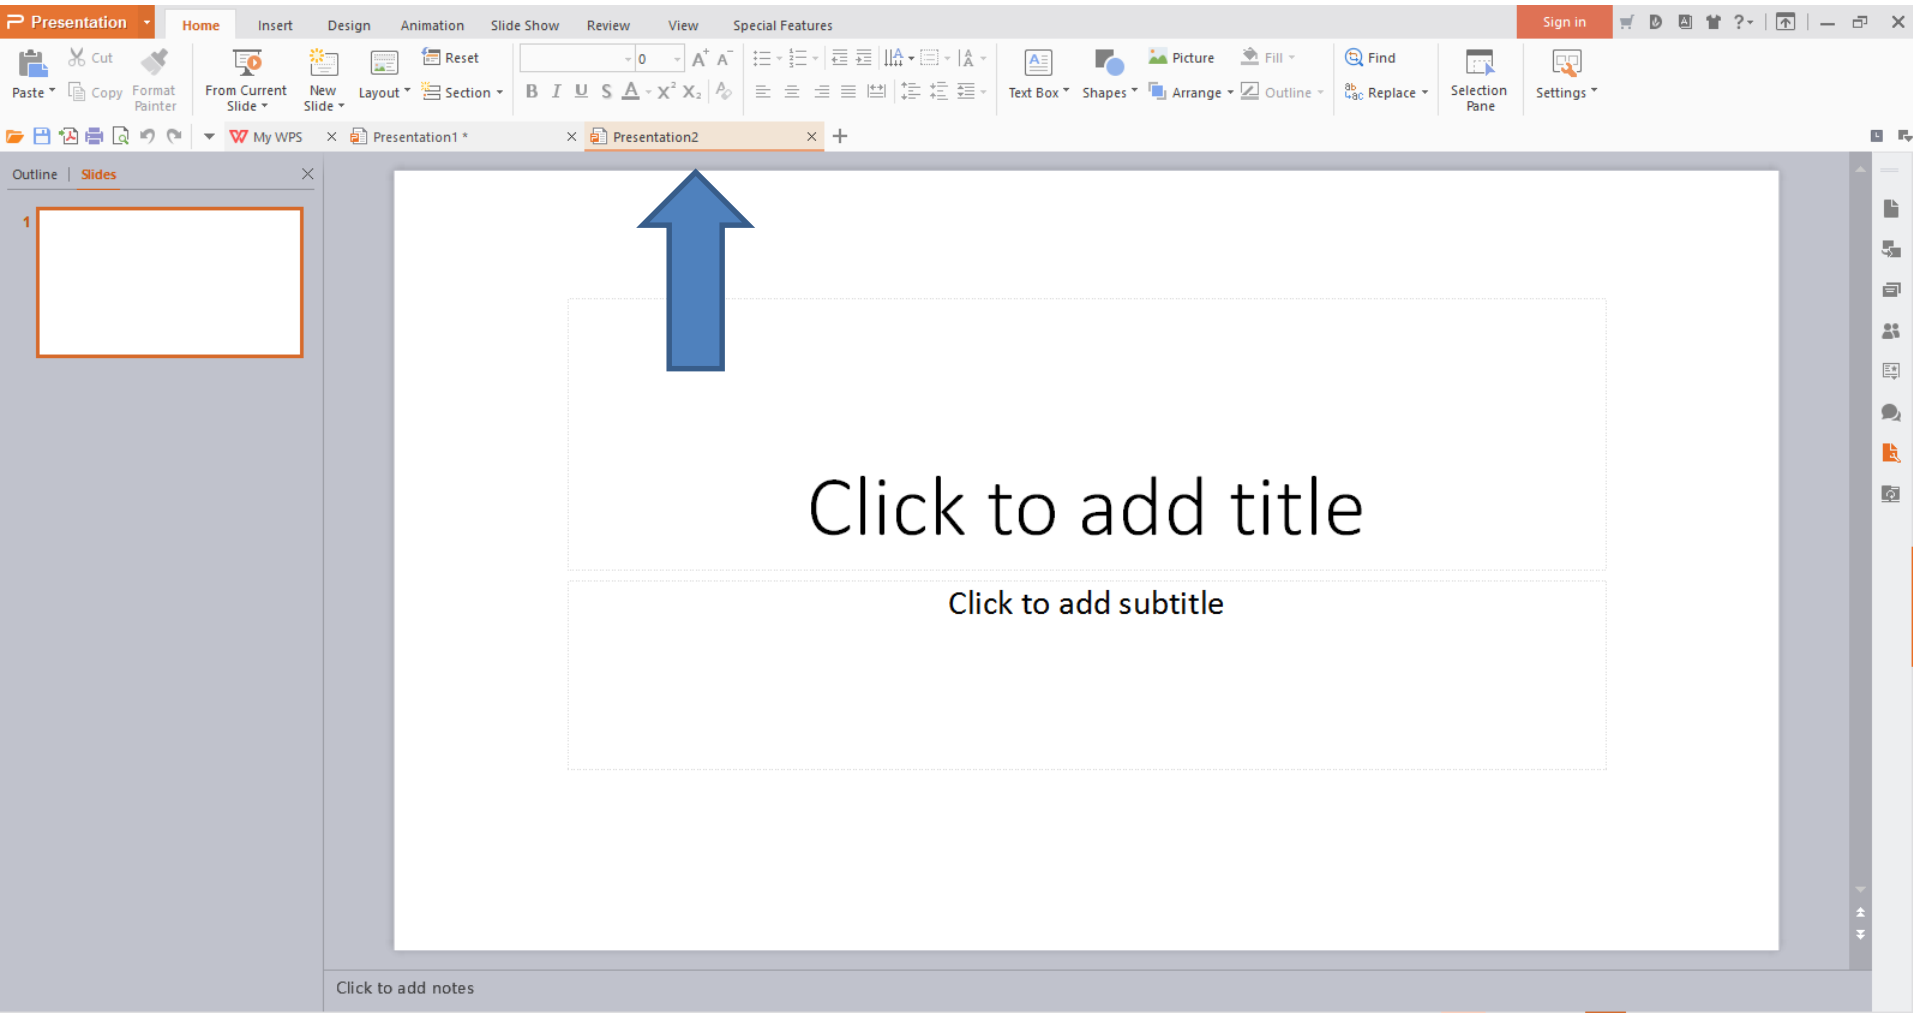 Presentation
Home Insert Design Animation Slide Show Review View Special Features Sign in
Cut Reset 0 Picture Fill Find
Paste Copy Format Painter From Current Slide New Slide Layout Section B I U S A X² X₂ Text Box Shapes Arrange Outline Replace Selection Pane Settings
My WPS Presentation1 * Presentation2
Outline | Slides
1
Click to add title
Click to add subtitle
Click to add notes